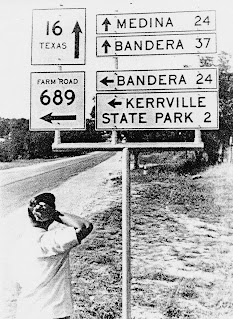 16
TEXAS
FARM ROAD
689
MEDINA 24
BANDERA 37
BANDERA 24
KERRVILLE
STATE PARK 2